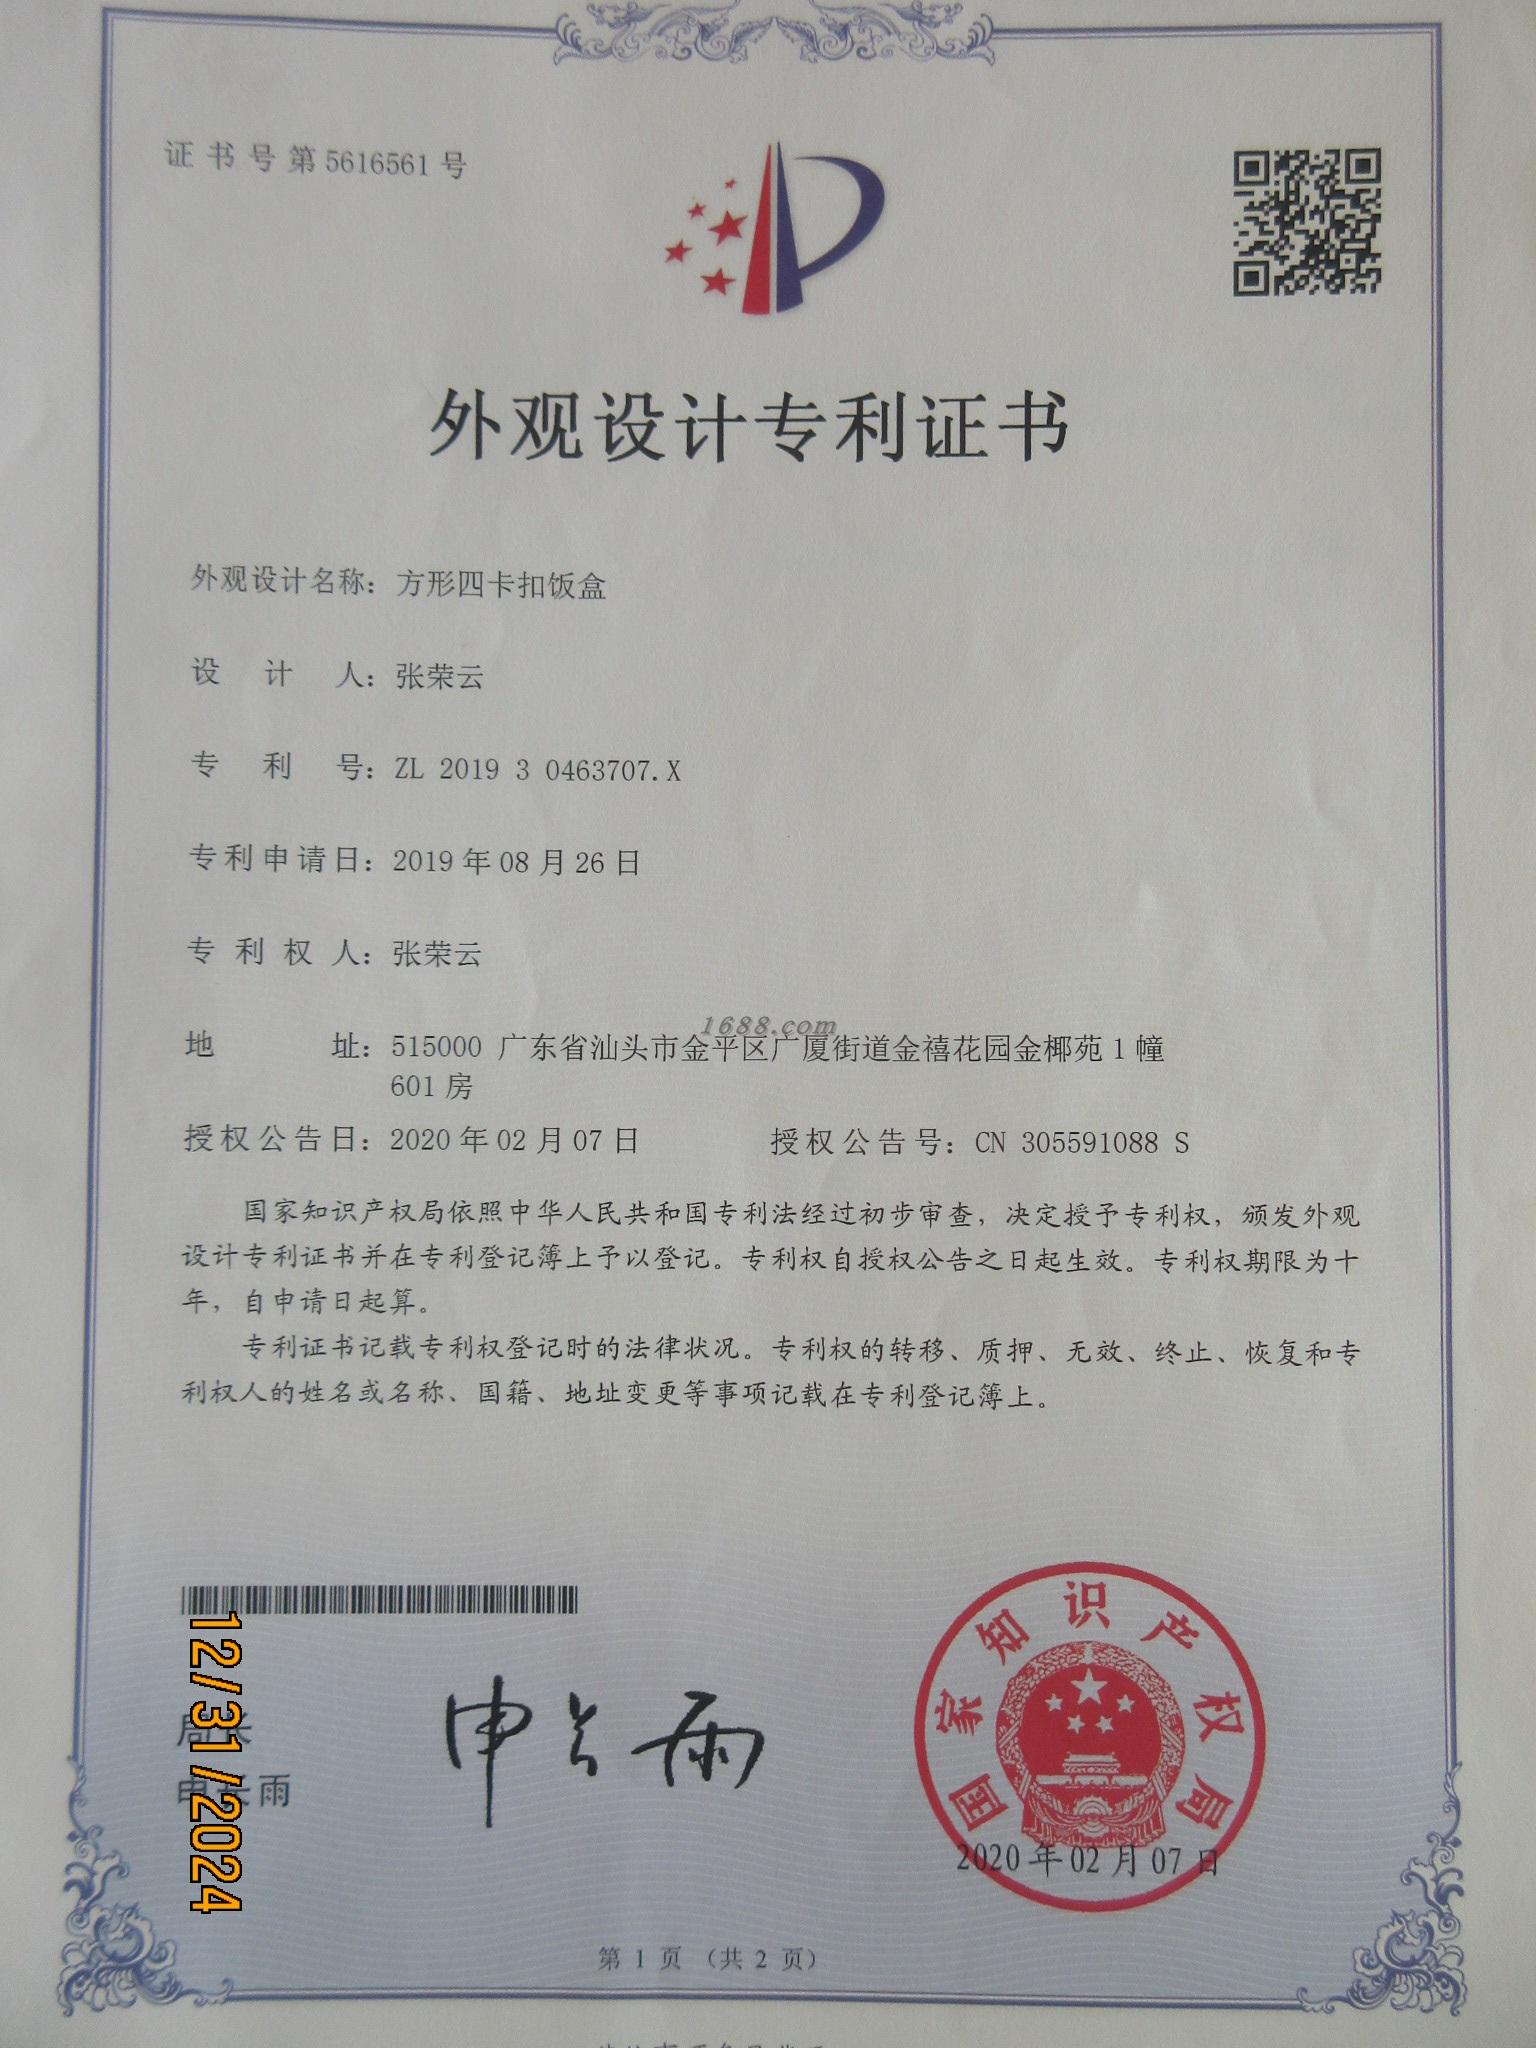 证书号第5616561号
外观设计专利证书
外观设计名称：方形四卡扣饭盒
设计人：张荣云
专利号：ZL 2019 3 0463707.X
专利申请日：2019年08月26日
专利权人：张荣云
1688.com
地址：515000 广东省汕头市金平区广厦街道金禧花园金椰苑1幢
601房
授权公告日：2020年02月07日 授权公告号：CN 305591088 S
国家知识产权局依照中华人民共和国专利法经过初步审查，决定授予专利权，颁发外观
设计专利证书并在专利登记簿上予以登记。专利权自授权公告之日起生效。专利权期限为十
年，自申请日起算。
专利证书记载专利权登记时的法律状况。专利权的转移、质押、无效、终止、恢复和专
利权人的姓名或名称、国籍、地址变更等事项记载在专利登记簿上。
12/31/2024
局长
申长雨
申长雨
国家知识产权局
2020年02月07日
第 1 页 （共 2 页）